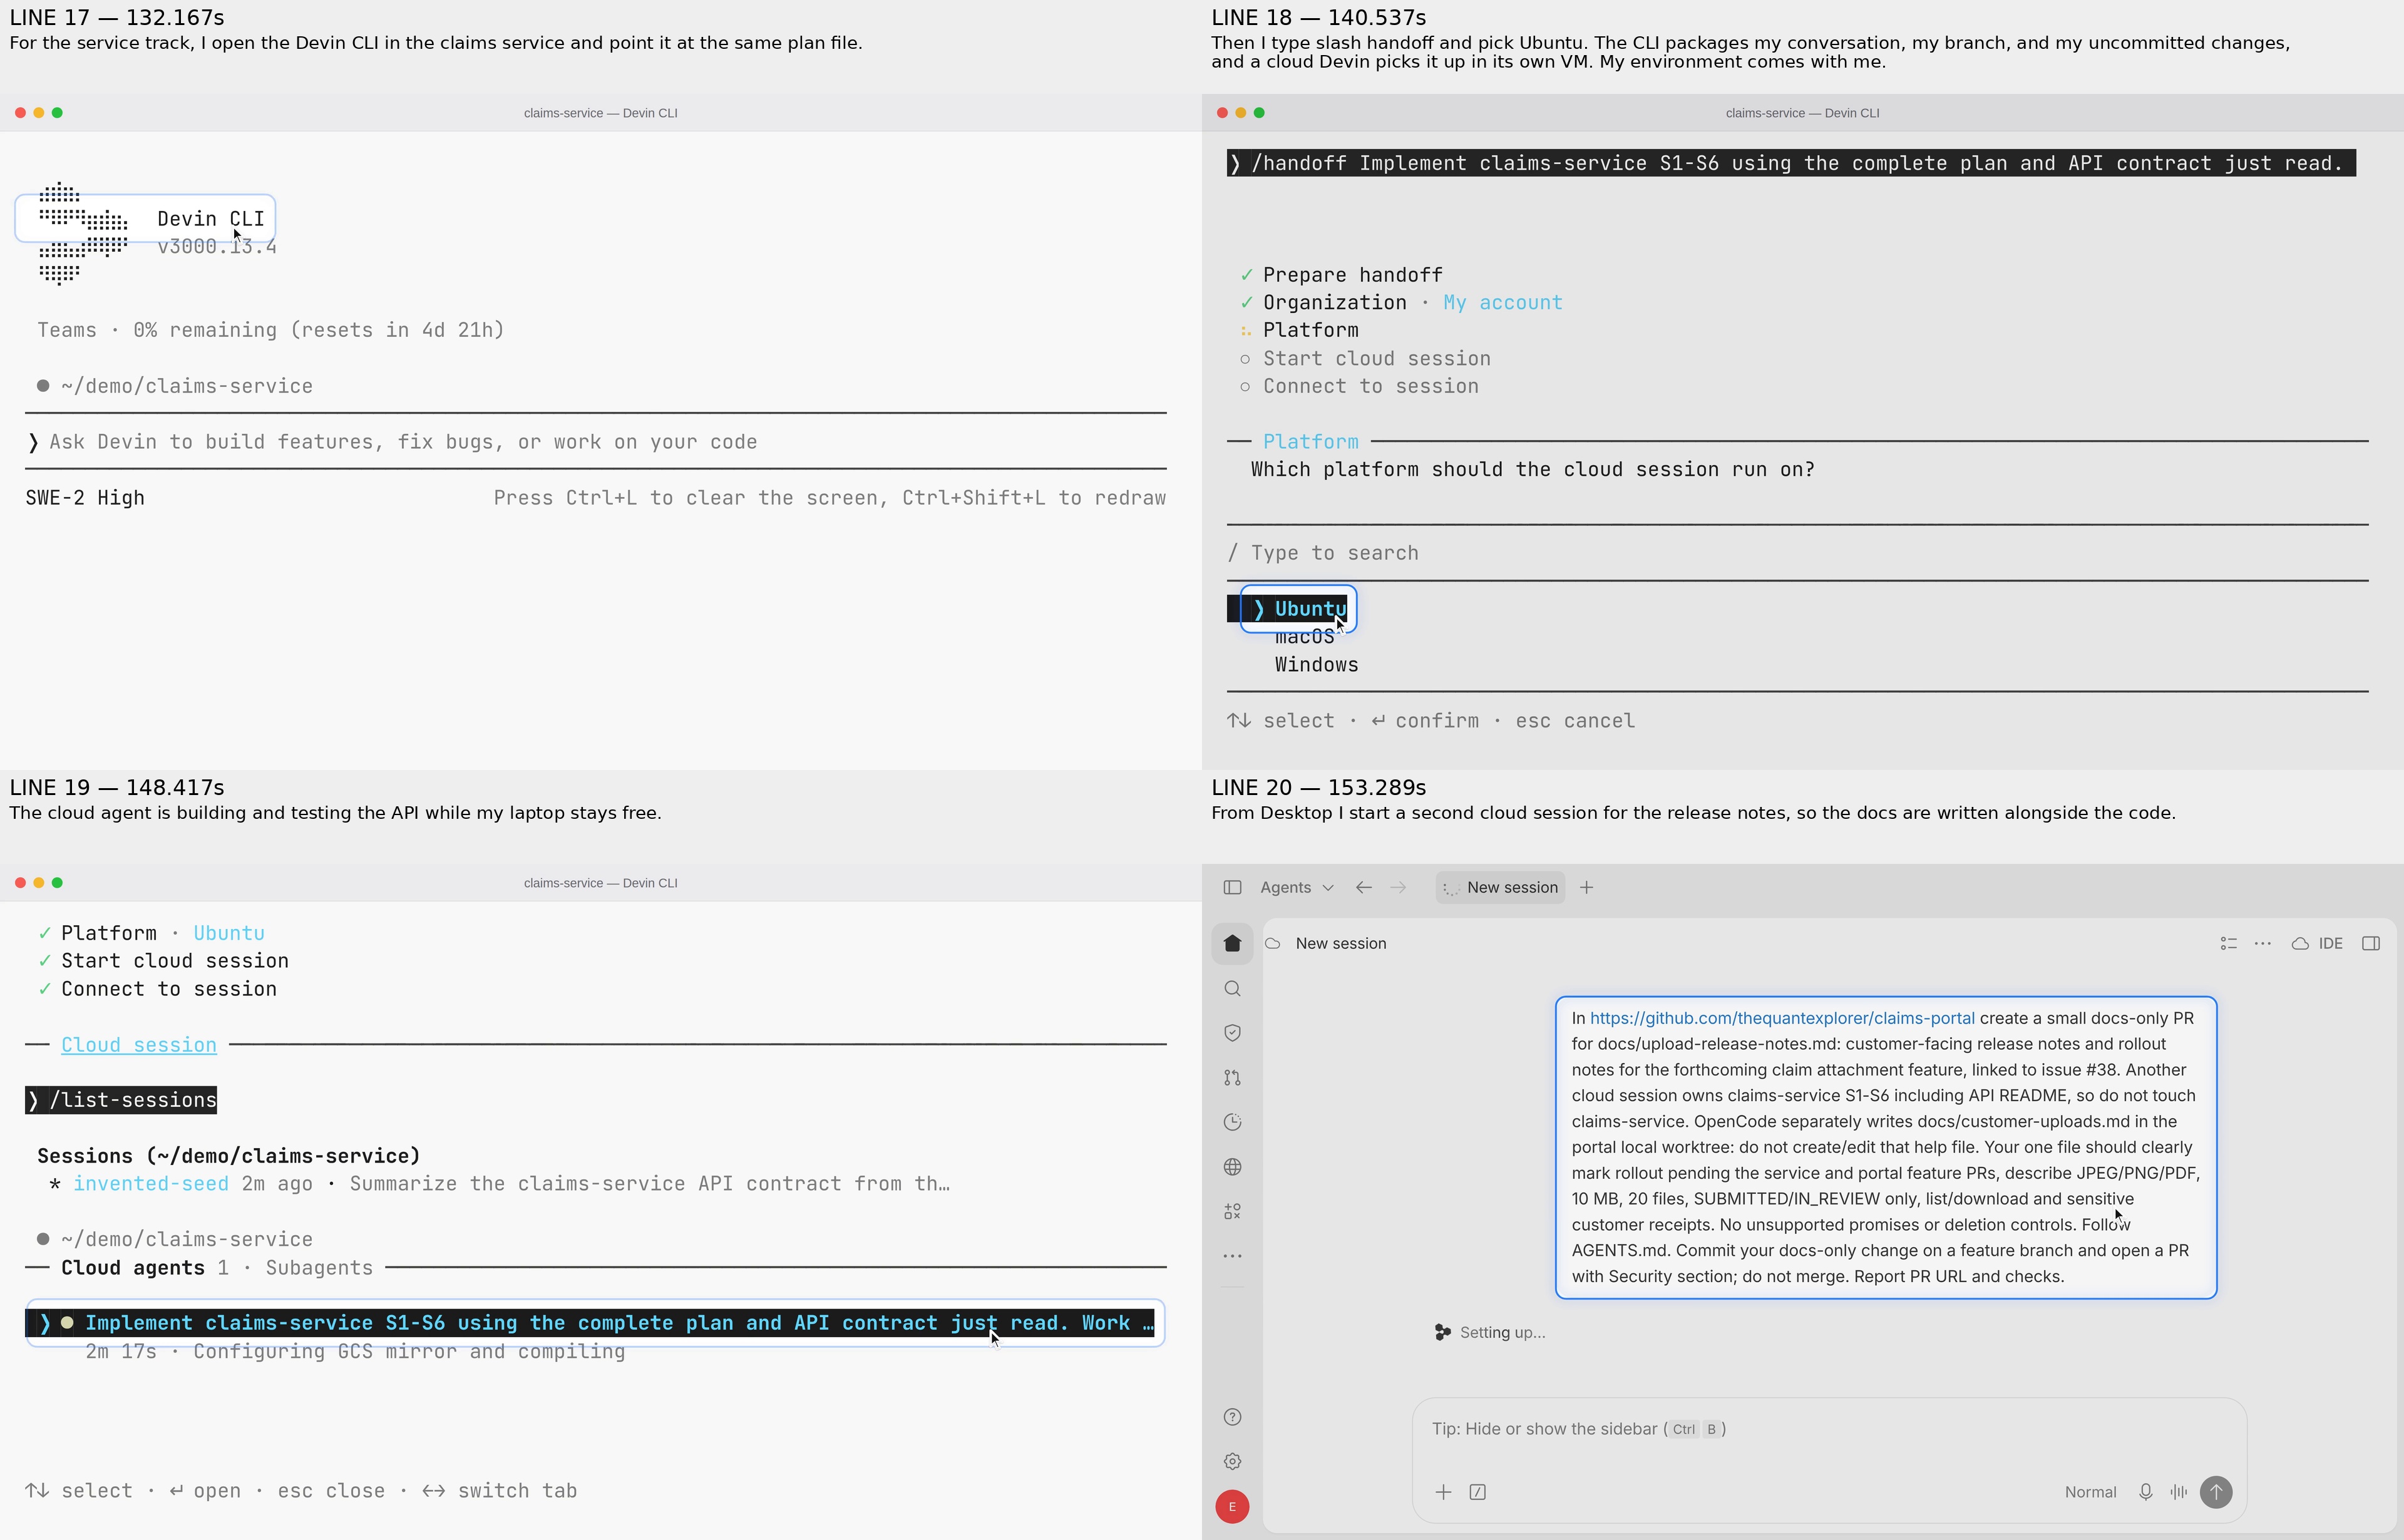 LINE 17 — 132.167s
For the service track, I open the Devin CLI in the claims service and point it at the same plan file.
claims-service — Devin CLI
Devin CLI
v3000.13.4
Teams · 0% remaining (resets in 4d 21h)
● ~/demo/claims-service
❯ Ask Devin to build features, fix bugs, or work on your code
SWE-2 High
Press Ctrl+L to clear the screen, Ctrl+Shift+L to redraw
LINE 18 — 140.537s
Then I type slash handoff and pick Ubuntu. The CLI packages my conversation, my branch, and my uncommitted changes,
and a cloud Devin picks it up in its own VM. My environment comes with me.
claims-service — Devin CLI
❯ /handoff Implement claims-service S1-S6 using the complete plan and API contract just read.
✓ Prepare handoff
✓ Organization · My account
Platform
○ Start cloud session
○ Connect to session
Platform
Which platform should the cloud session run on?
/ Type to search
❯ Ubuntu
macOS
Windows
↑↓ select · ↵ confirm · esc cancel
LINE 19 — 148.417s
The cloud agent is building and testing the API while my laptop stays free.
claims-service — Devin CLI
✓ Platform · Ubuntu
✓ Start cloud session
✓ Connect to session
Cloud session
❯ /list-sessions
Sessions (~/demo/claims-service)
* invented-seed 2m ago · Summarize the claims-service API contract from th…
● ~/demo/claims-service
Cloud agents 1 · Subagents
❯ ● Implement claims-service S1-S6 using the complete plan and API contract just read. Work …
2m 17s · Configuring GCS mirror and compiling
↑↓ select · ↵ open · esc close · ↔ switch tab
LINE 20 — 153.289s
From Desktop I start a second cloud session for the release notes, so the docs are written alongside the code.
Agents
New session
New session
IDE
In https://github.com/thequantexplorer/claims-portal create a small docs-only PR
for docs/upload-release-notes.md: customer-facing release notes and rollout
notes for the forthcoming claim attachment feature, linked to issue #38. Another
cloud session owns claims-service S1-S6 including API README, so do not touch
claims-service. OpenCode separately writes docs/customer-uploads.md in the
portal local worktree: do not create/edit that help file. Your one file should clearly
mark rollout pending the service and portal feature PRs, describe JPEG/PNG/PDF,
10 MB, 20 files, SUBMITTED/IN_REVIEW only, list/download and sensitive
customer receipts. No unsupported promises or deletion controls. Follow
AGENTS.md. Commit your docs-only change on a feature branch and open a PR
with Security section; do not merge. Report PR URL and checks.
Setting up...
Tip: Hide or show the sidebar (Ctrl B)
Normal
E